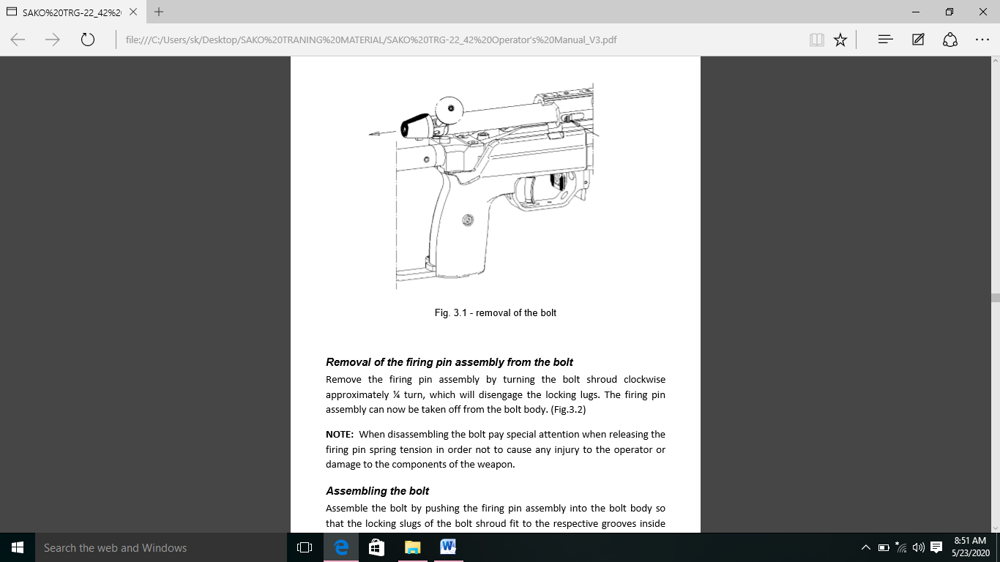 SAKO%20TRG-22_42%20
file:///C:/Users/sk/Desktop/SAKO%20TRANING%20MATERIAL/SAKO%20TRG-22_42%20Operator's%20Manual_V3.pdf
Fig. 3.1 - removal of the bolt
Removal of the firing pin assembly from the bolt
Remove the firing pin assembly by turning the bolt shroud clockwise
approximately ¼ turn, which will disengage the locking lugs. The firing pin
assembly can now be taken off from the bolt body. (Fig.3.2)
NOTE: When disassembling the bolt pay special attention when releasing the
firing pin spring tension in order not to cause any injury to the operator or
damage to the components of the weapon.
Assembling the bolt
Assemble the bolt by pushing the firing pin assembly into the bolt body so
that the locking slugs of the bolt shroud fit to the respective grooves inside
Search the web and Windows
8:51 AM
5/23/2020